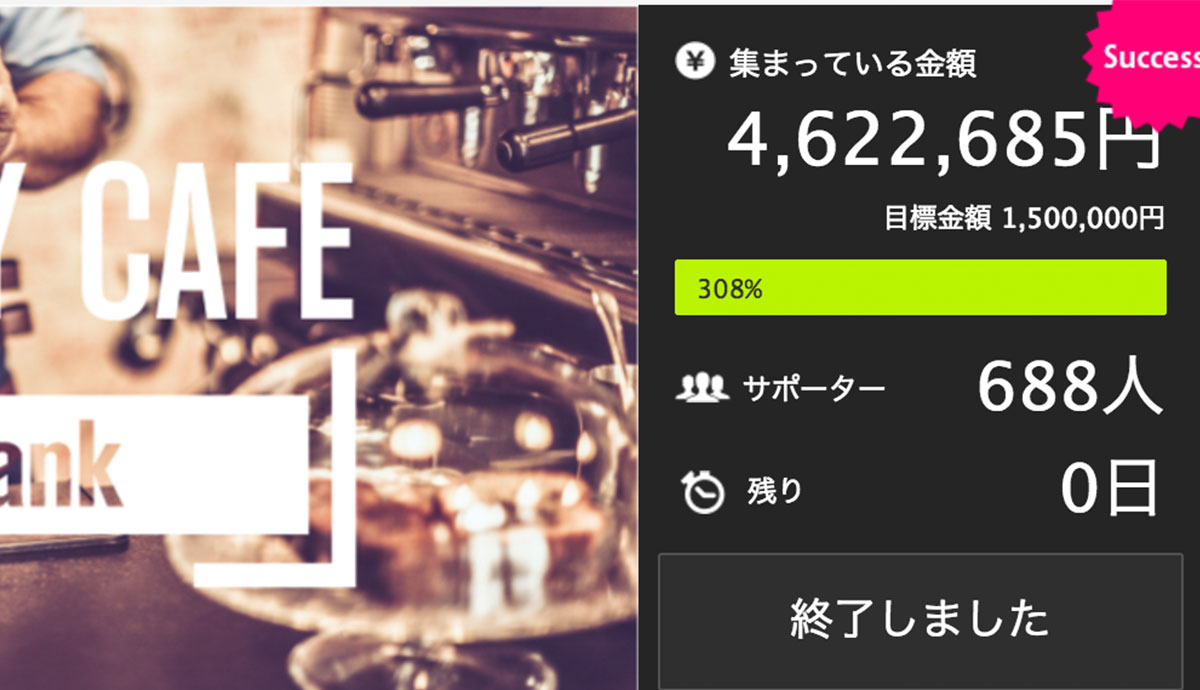 CAFE
ank
Success
¥ 集まっている金額
4,622,685円
目標金額 1,500,000円
308%
サポーター 688人
残り 0日
終了しました